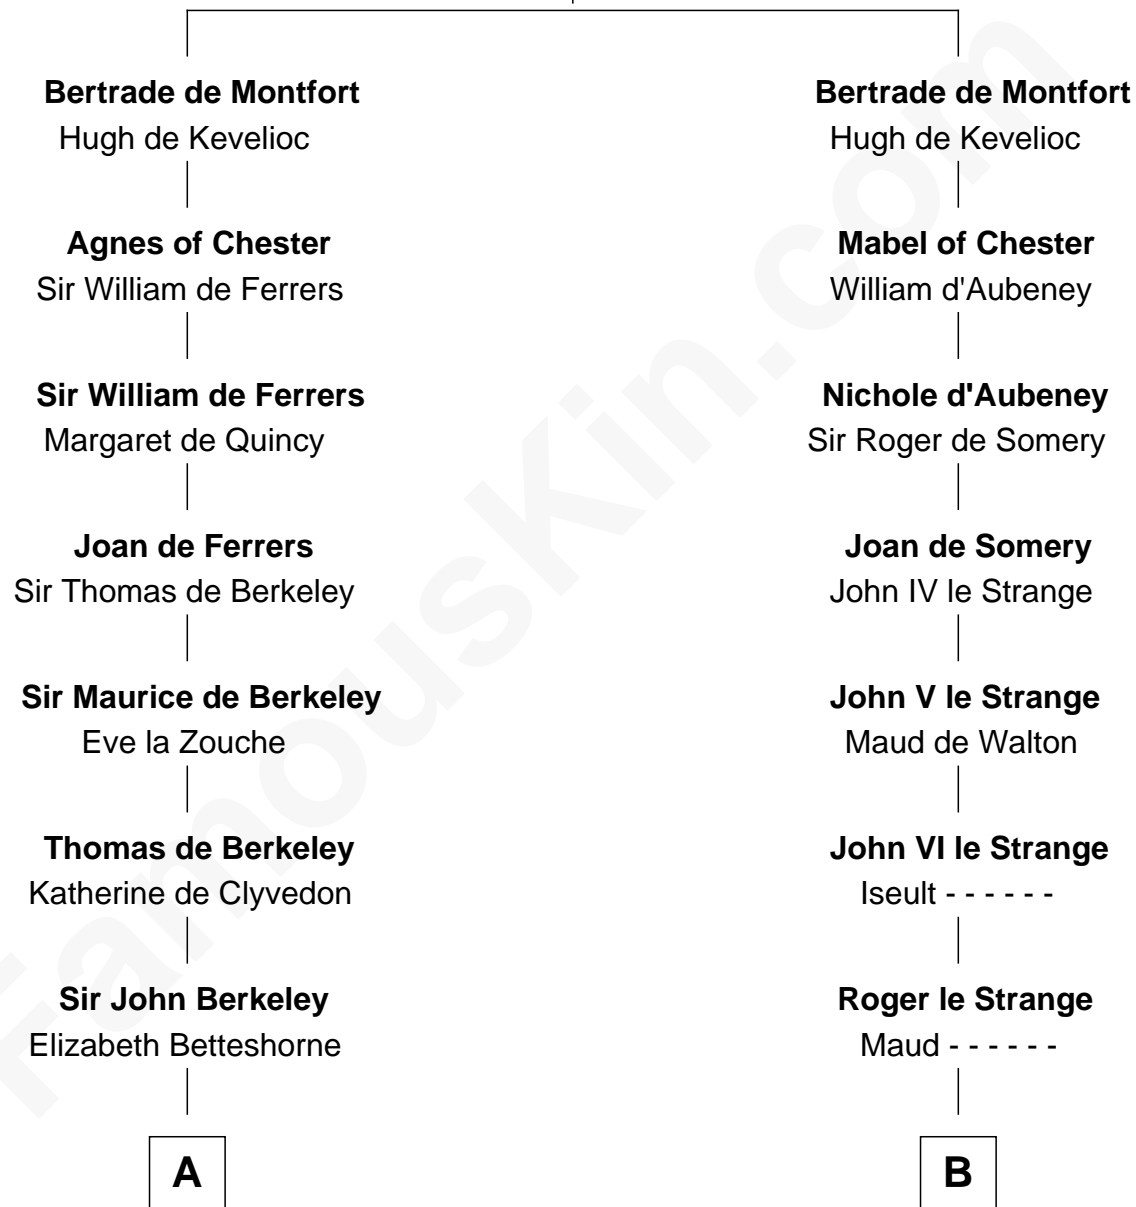 Bertrade de Montfort
Hugh de Kevelioc
Agnes of Chester
Sir William de Ferrers
Sir William de Ferrers
Margaret de Quincy
Joan de Ferrers
Sir Thomas de Berkeley
Sir Maurice de Berkeley
Eve la Zouche
Thomas de Berkeley
Katherine de Clyvedon
Sir John Berkeley
Elizabeth Betteshorne
A
Bertrade de Montfort
Hugh de Kevelioc
Mabel of Chester
William d'Aubeney
Nichole d'Aubeney
Sir Roger de Somery
Joan de Somery
John IV le Strange
John V le Strange
Maud de Walton
John VI le Strange
Iseult - - - - - -
Roger le Strange
Maud - - - - - -
B
FamousKin.com